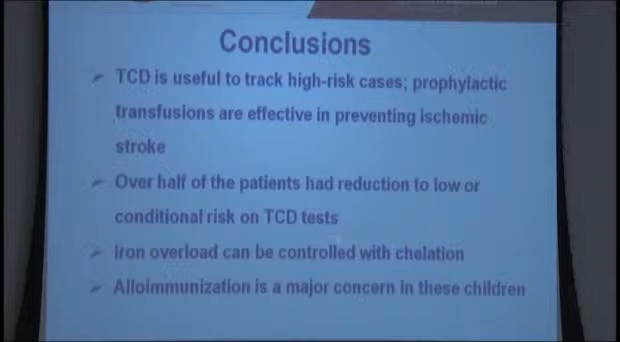 Conclusions
TCD is useful to track high-risk cases; prophylactic
transfusions are effective in preventing ischemic
stroke
Over half of the patients had reduction to low or
conditional risk on TCD tests
Iron overload can be controlled with chelation
Alloimmunization is a major concern in these children